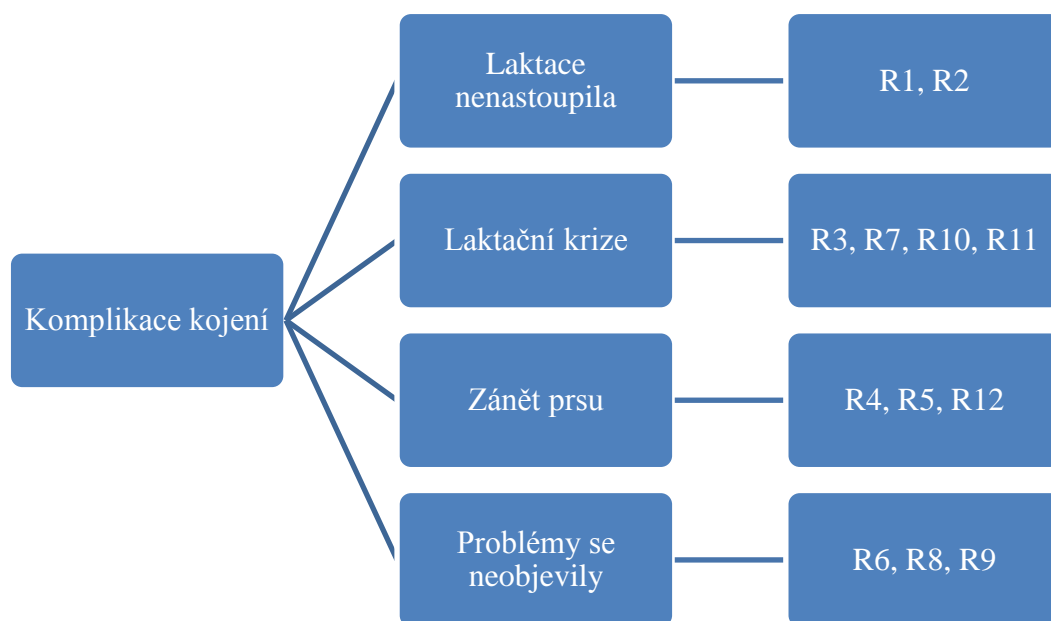 Komplikace kojení
Laktace
nenastoupila
R1, R2
Laktační krize
R3, R7, R10, R11
Zánět prsu
R4, R5, R12
Problémy se
neobjevily
R6, R8, R9